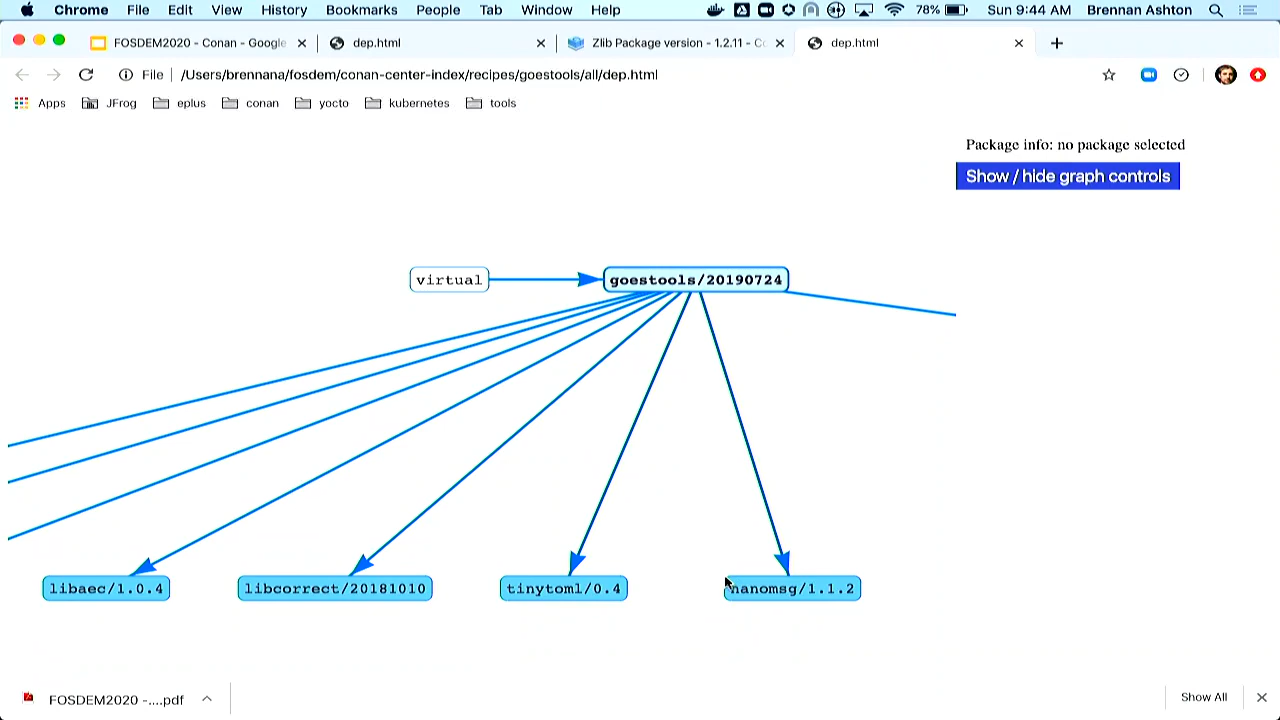 Chrome File Edit View History Bookmarks People Tab Window Help 78% Sun 9:44 AM Brennan Ashton
FOSDEM2020 - Conan - Google dep.html Zlib Package version - 1.2.11 - Co dep.html
File /Users/brennana/fosdem/conan-center-index/recipes/goestools/all/dep.html
Apps JFrog eplus conan yocto kubernetes tools
Package info: no package selected
Show / hide graph controls
virtual goestools/20190724
libaec/1.0.4 libcorrect/20181010 tinytoml/0.4 nanomsg/1.1.2
FOSDEM2020 -....pdf Show All